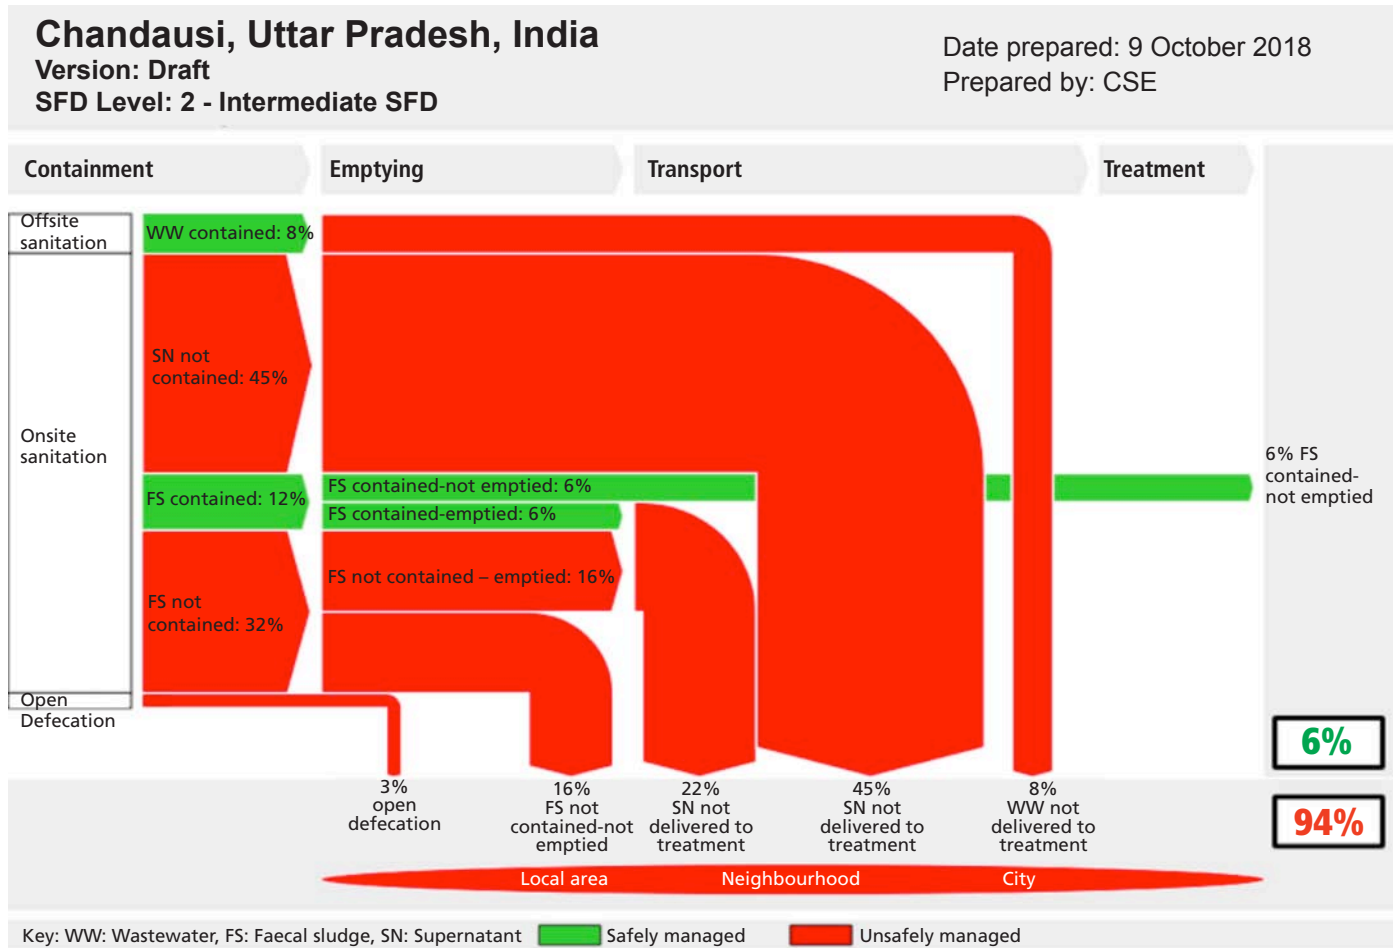 Chandausi, Uttar Pradesh, India
Version: Draft
SFD Level: 2 - Intermediate SFD
Date prepared: 9 October 2018
Prepared by: CSE
Containment
Emptying
Transport
Treatment
Offsite
sanitation
WW contained: 8%
SN not
contained: 45%
Onsite
sanitation
FS contained: 12%
FS contained-not emptied: 6%
FS contained-emptied: 6%
6% FS
contained-
not emptied
FS not contained – emptied: 16%
FS not
contained: 32%
Open
Defecation
6%
94%
3%
open
defecation
16%
FS not
contained-not
emptied
22%
SN not
delivered to
treatment
45%
SN not
delivered to
treatment
8%
WW not
delivered to
treatment
Local area
Neighbourhood
City
Key: WW: Wastewater, FS: Faecal sludge, SN: Supernatant
Safely managed
Unsafely managed